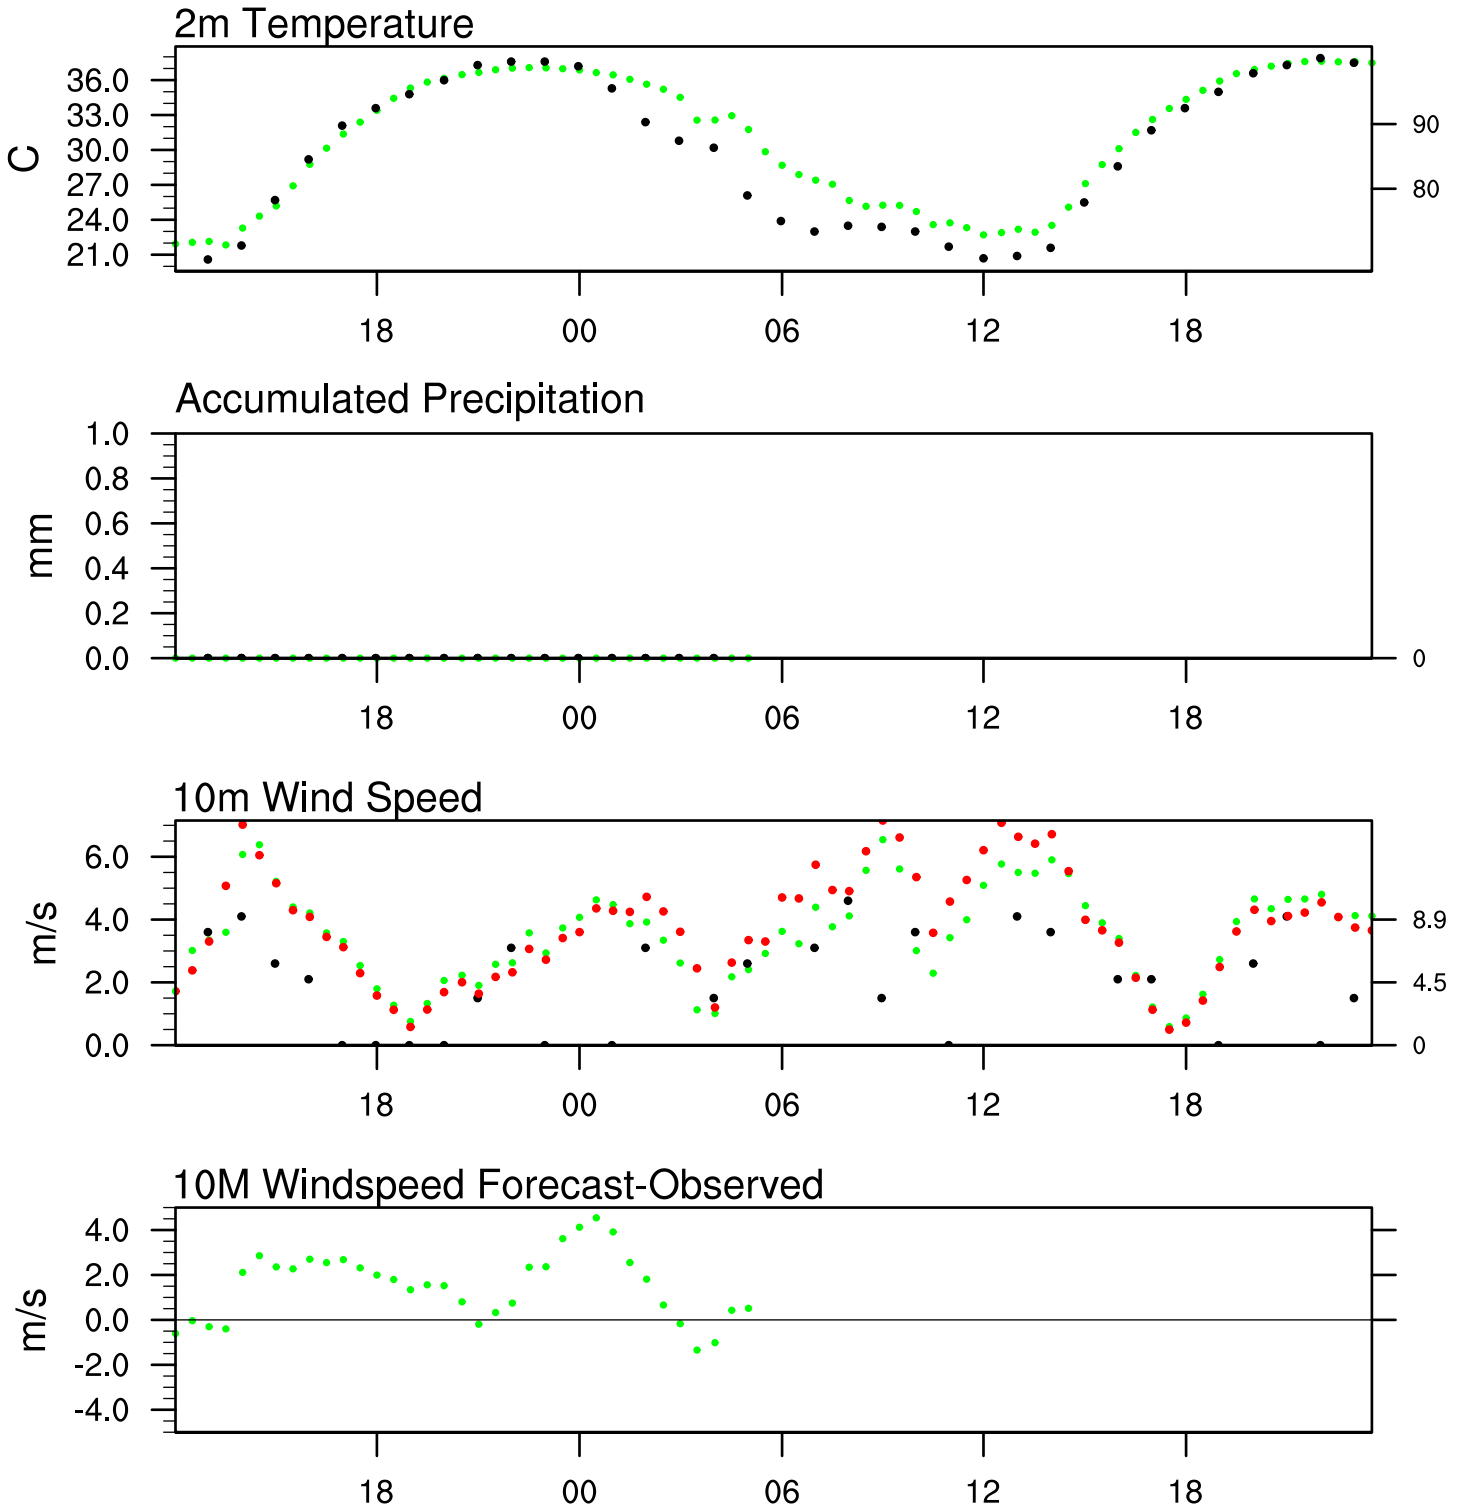 2m Temperature
36.0
33.0
90
30.0
C
27.0
80
24.0
21.0
18 00 06 12 18
Accumulated Precipitation
1.0
0.8
0.6
mm
0.4
0.2
0.0 0
18 00 06 12 18
10m Wind Speed
6.0
4.0 8.9
m/s
2.0 4.5
0.0 0
18 00 06 12 18
10M Windspeed Forecast-Observed
4.0
2.0
0.0
m/s
-2.0
-4.0
18 00 06 12 18